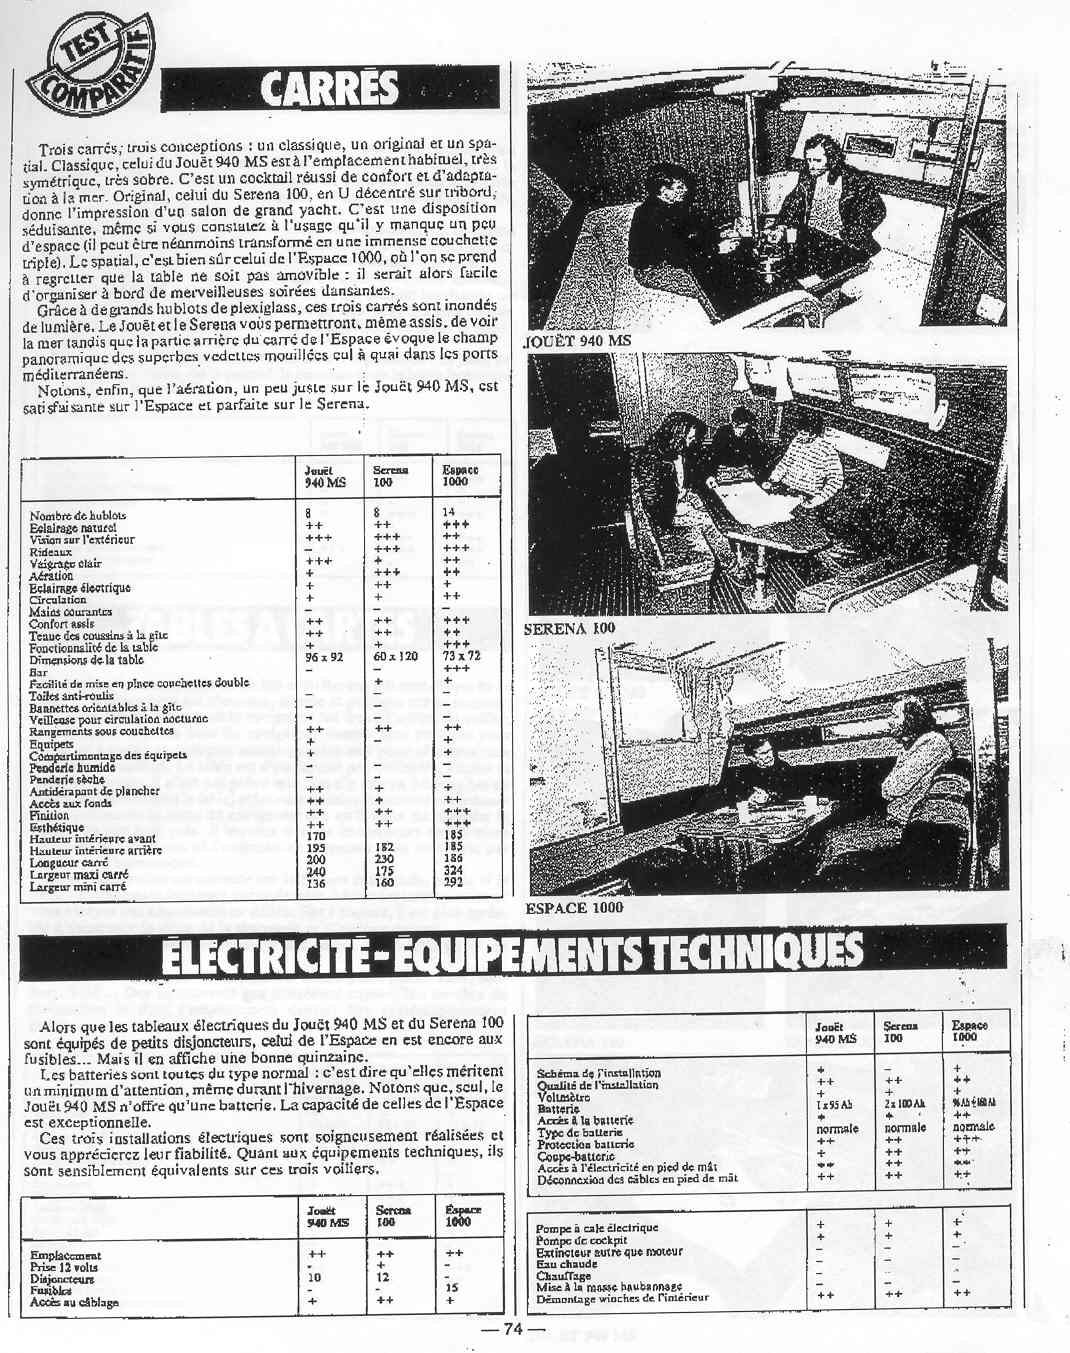 TEST
COMPARATIF
CARRÉS
Trois carrés, trois conceptions : un classique, un original et un spa-
tial. Classique, celui du Jouët 940 MS est à l'emplacement habituel, très
symétrique, très sobre. C'est un cocktail réussi de confort et d'adapta-
tion à la mer. Original, celui du Serena 100, en U décentré sur tribord,
donne l'impression d'un salon de grand yacht. C'est une disposition
séduisante, même si vous constatez à l'usage qu'il y manque un peu
d'espace (il peut être néanmoins transformé en une immense couchette
triple). Le spatial, c'est bien sûr celui de l'Espace 1000, où l'on se prend
à regretter que la table ne soit pas amovible : il serait alors facile
d'organiser à bord de merveilleuses soirées dansantes.
Grâce à de grands hublots de plexiglass, ces trois carrés sont inondés
de lumière. Le Jouët et le Serena vous permettront, même assis, de voir
la mer tandis que la partie arrière du carré de l'Espace évoque le champ
panoramique des superbes vedettes mouillées cul à quai dans les ports
méditerranéens.
Notons, enfin, que l'aération, un peu juste sur le Jouët 940 MS, est
satisfaisante sur l'Espace et parfaite sur le Serena.
JOUËT 940 MS
SERENA 100
ESPACE 1000
Jouët Serena Espace
940 MS 100 1000
Nombre de hublots 8 8 14
Eclairage naturel ++ ++ +++
Vision sur l'extérieur +++ +++ ++
Rideaux – +++ +++
Vaigrage clair +++ + ++
Aération + +++ ++
Eclairage électrique + ++ +
Circulation + + ++
Mains courantes – – –
Confort assis ++ ++ +++
Tenue des coussins à la gîte ++ ++ ++
Fonctionnalité de la table + + +++
Dimensions de la table 96 x 92 60 x 120 73 x 72
Bar – – +++
Facilité de mise en place couchettes double + +
Toiles anti-roulis – – –
Bannettes orientables à la gîte – – –
Veilleuse pour circulation nocturne – – –
Rangements sous couchettes ++ ++ ++
Equipets + – +
Compartimentage des équipets + +
Penderie humide – – –
Penderie sèche – – –
Antidérapant de plancher ++ + +
Accès aux fonds ++ + ++
Finition ++ ++ +++
Esthétique ++ ++ +++
Hauteur intérieure avant 170 185
Hauteur intérieure arrière 195 182 185
Longueur carré 200 230 186
Largeur maxi carré 240 175 324
Largeur mini carré 136 160 292
ÉLECTRICITÉ - ÉQUIPEMENTS TECHNIQUES
Alors que les tableaux électriques du Jouët 940 MS et du Serena 100
sont équipés de petits disjoncteurs, celui de l'Espace en est encore aux
fusibles... Mais il en affiche une bonne quinzaine.
Les batteries sont toutes du type normal : c'est dire qu'elles méritent
un minimum d'attention, même durant l'hivernage. Notons que, seul, le
Jouët 940 MS n'offre qu'une batterie. La capacité de celles de l'Espace
est exceptionnelle.
Ces trois installations électriques sont soigneusement réalisées et
vous apprécierez leur fiabilité. Quant aux équipements techniques, ils
sont sensiblement équivalents sur ces trois voiliers.
Jouët Serena Espace
940 MS 100 1000
Emplacement ++ ++ ++
Prise 12 volts - + -
Disjoncteurs 10 12 -
Fusibles - - 15
Accès au câblage + ++ +
Jouët Serena Espace
940 MS 100 1000
Schéma de l'installation + – +
Qualité de l'installation ++ ++ ++
Voltmètre + +
Batterie 1 x 95 Ah 2 x 100 Ah
Accès à la batterie + + ++
Type de batterie normale normale normale
Protection batterie ++ ++ +++
Coupe-batterie + ++ ++
Accès à l'électricité en pied de mât ++ ++
Déconnexion des câbles en pied de mât ++ ++ ++
Pompe à cale électrique + + +
Pompe de cockpit + + +
Extincteur autre que moteur – – –
Eau chaude – – –
Chauffage – – –
Mise à la masse haubannage – – –
Démontage winches de l'intérieur ++ ++ ++
— 74 —